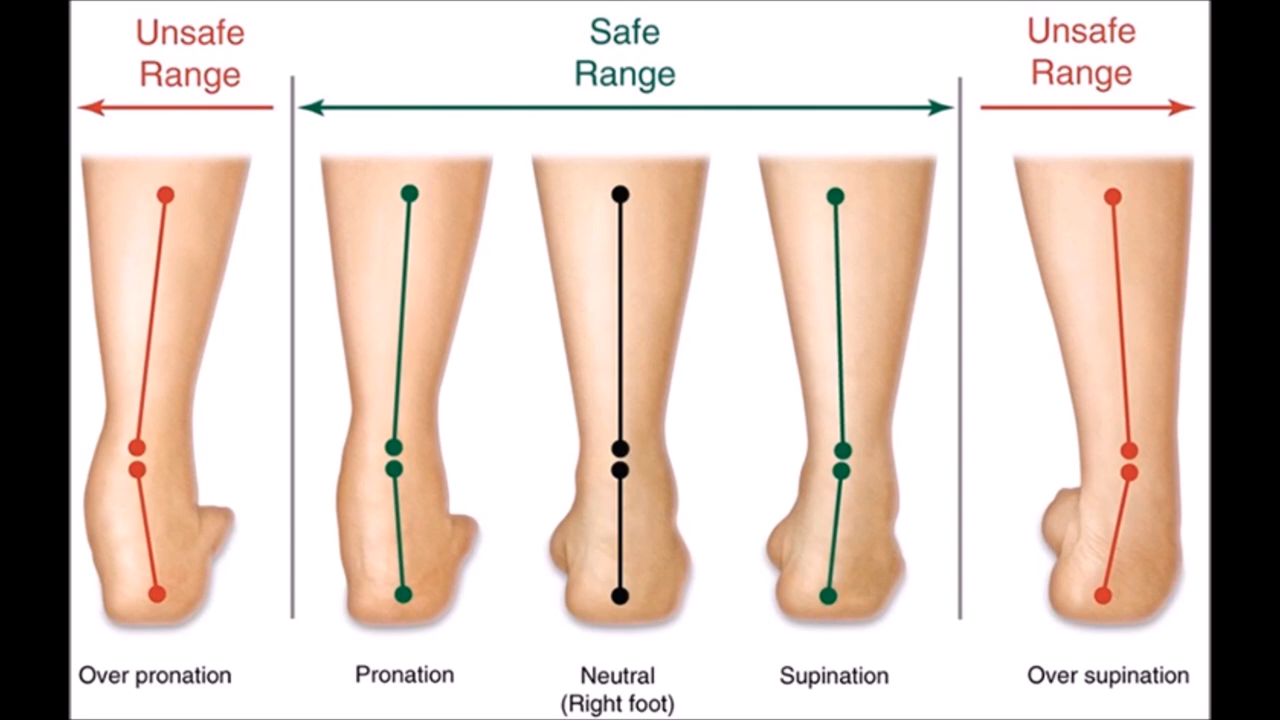 Unsafe
Range
Safe
Range
Unsafe
Range
Over pronation
Pronation
Neutral
(Right foot)
Supination
Over supination